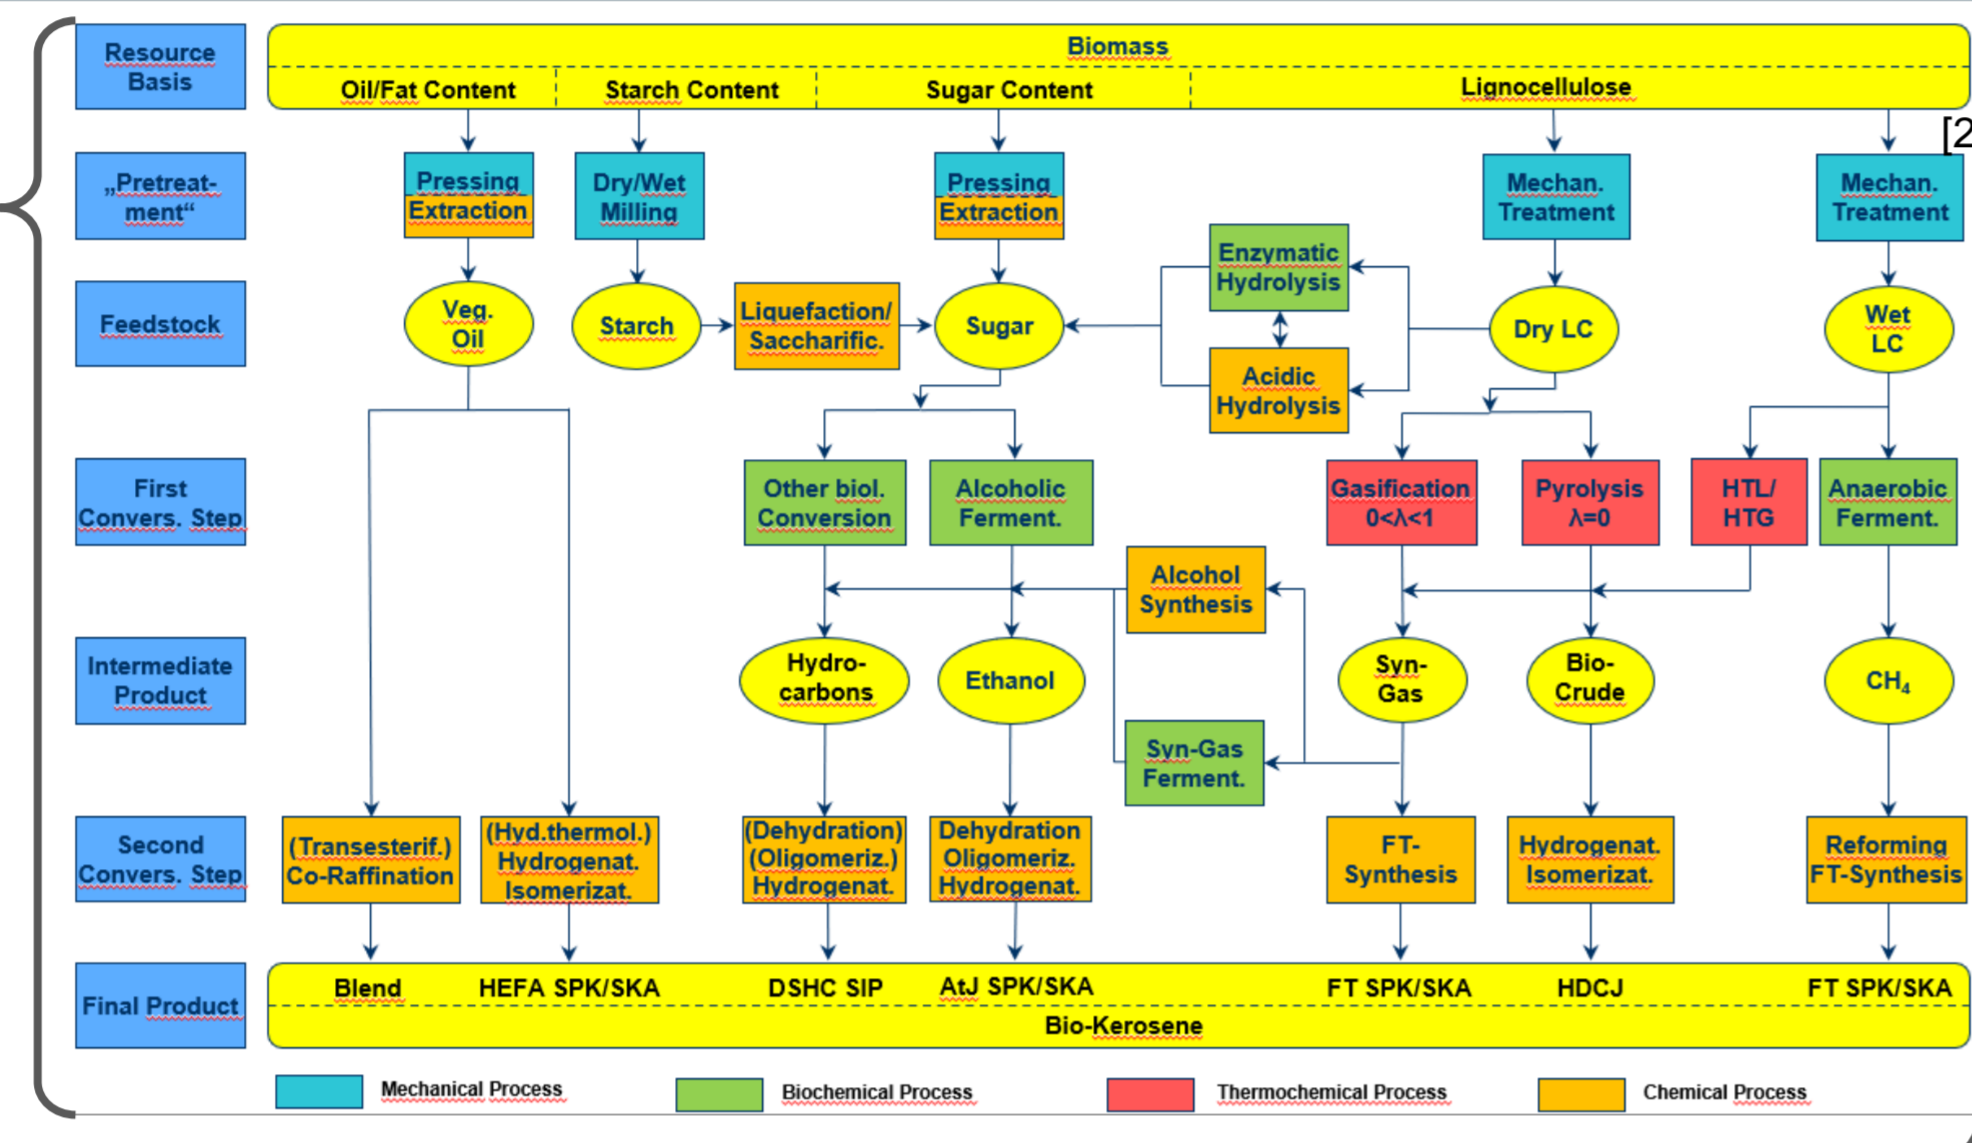 Resource
Basis
Biomass
Oil/Fat Content
Starch Content
Sugar Content
Lignocellulose
[2
„Pretreat-
ment“
Pressing
Extraction
Dry/Wet
Milling
Pressing
Extraction
Mechan.
Treatment
Mechan.
Treatment
Enzymatic
Hydrolysis
Feedstock
Veg.
Oil
Starch
Liquefaction/
Saccharific.
Sugar
Dry LC
Wet
LC
Acidic
Hydrolysis
First
Convers. Step
Other biol.
Conversion
Alcoholic
Ferment.
Gasification
0<λ<1
Pyrolysis
λ=0
HTL/
HTG
Anaerobic
Ferment.
Alcohol
Synthesis
Intermediate
Product
Hydro-
carbons
Ethanol
Syn-
Gas
Bio-
Crude
CH₄
Syn-Gas
Ferment.
Second
Convers. Step
(Transesterif.)
Co-Raffination
(Hyd.thermol.)
Hydrogenat.
Isomerizat.
(Dehydration)
(Oligomeriz.)
Hydrogenat.
Dehydration
Oligomeriz.
Hydrogenat.
FT-
Synthesis
Hydrogenat.
Isomerizat.
Reforming
FT-Synthesis
Final Product
Blend
HEFA SPK/SKA
DSHC SIP
AtJ SPK/SKA
FT SPK/SKA
HDCJ
FT SPK/SKA
Bio-Kerosene
Mechanical Process
Biochemical Process
Thermochemical Process
Chemical Process